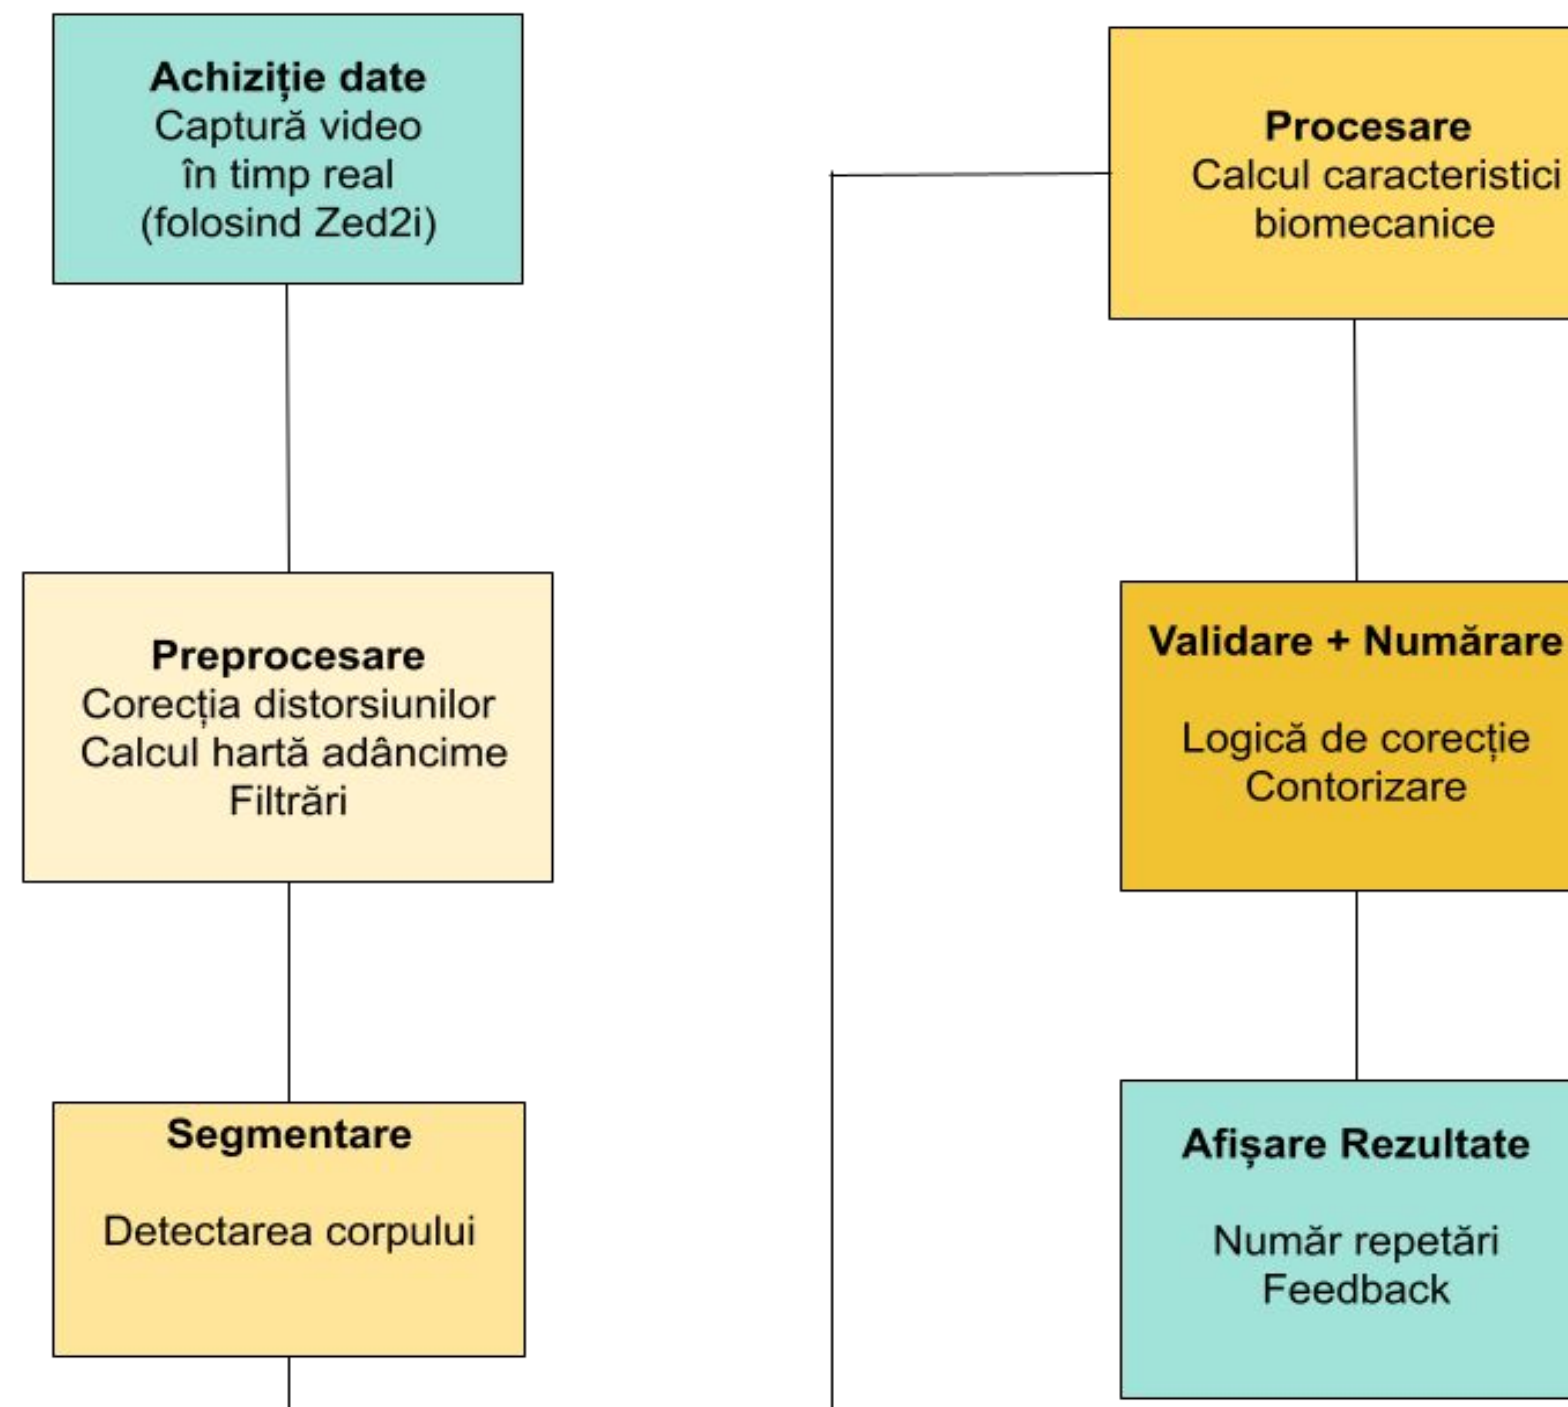 Achiziție date
Captură video
în timp real
(folosind Zed2i)
Preprocesare
Corecția distorsiunilor
Calcul hartă adâncime
Filtrări
Segmentare
Detectarea corpului
Procesare
Calcul caracteristici
biomecanice
Validare + Numărare
Logică de corecție
Contorizare
Afișare Rezultate
Număr repetări
Feedback